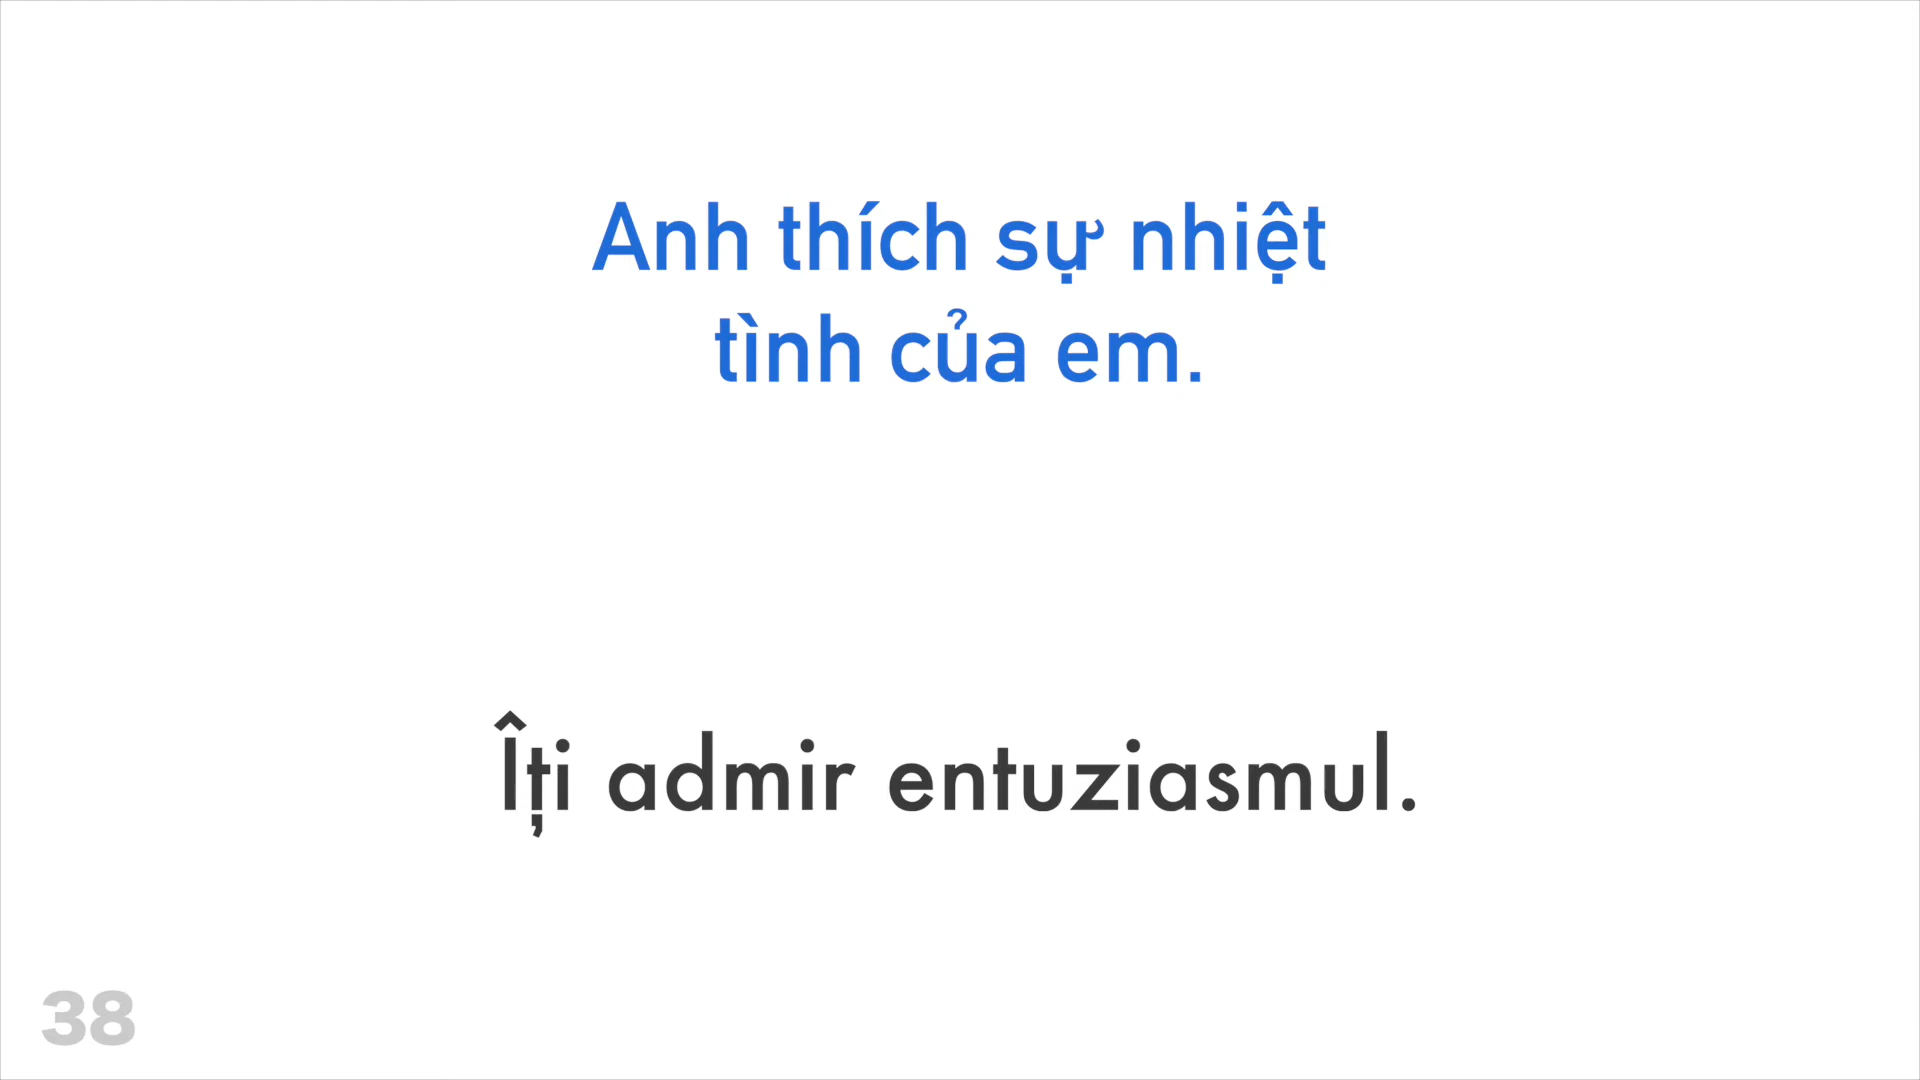 Anh thích sự nhiệt
tình của em.
Îți admir entuziasmul.
38